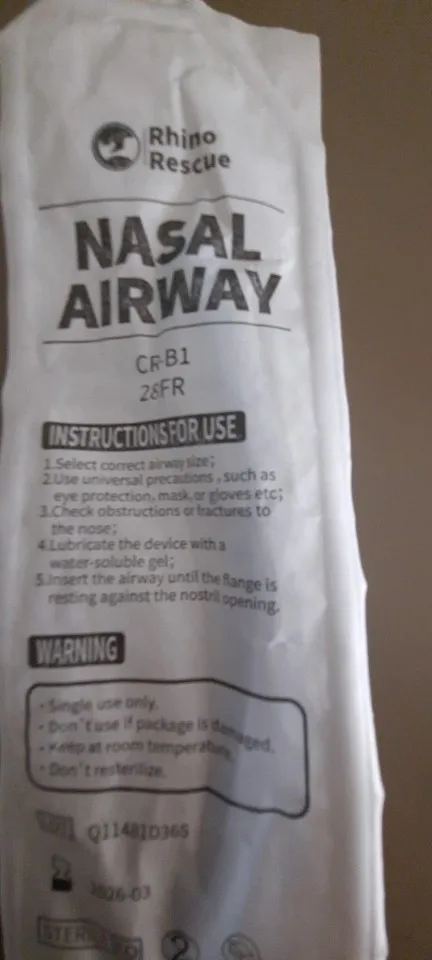 Rhino
Rescue
NASAL
AIRWAY
CR-B1
28FR
INSTRUCTIONS FOR USE
1.Select correct airway size;
2.Use universal precautions , such as
eye protection, mask, or gloves etc;
3.Check obstructions or fractures to
the nose;
4.Lubricate the device with a
water-soluble gel;
5.Insert the airway until the flange is
resting against the nostril opening.
WARNING
· Single use only.
· Don't use if package is damaged.
· Keep at room temperature.
· Don't resterilize.
LOT Q11481D365
2026-03